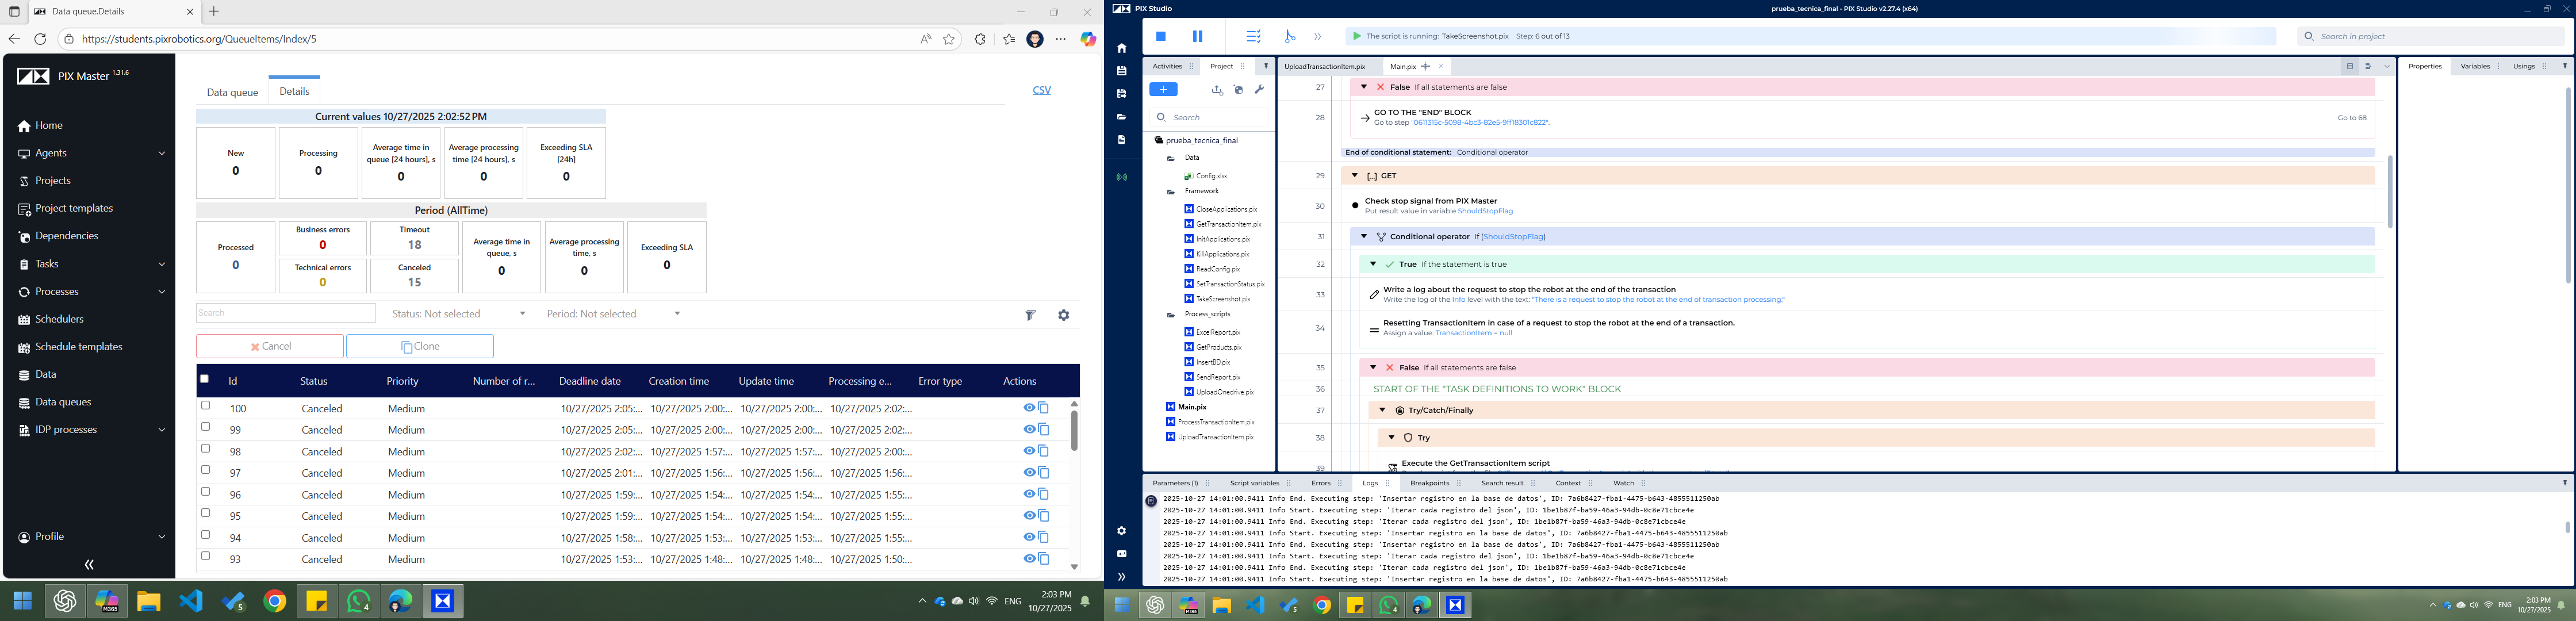 Data queue.Details
https://students.pixrobotics.org/QueueItems/Index/5
PIX Master 1.31.6
Home
Agents
Projects
Project templates
Dependencies
Tasks
Processes
Schedulers
Schedule templates
Data
Data queues
IDP processes
Profile
Data queue
Details
CSV
Current values 10/27/2025 2:02:52 PM
New
0
Processing
0
Average time in queue [24 hours], s
0
Average processing time [24 hours], s
0
Exceeding SLA [24h]
0
Period (AllTime)
Processed
0
Business errors
0
Technical errors
0
Timeout
18
Canceled
15
Average time in queue, s
0
Average processing time, s
0
Exceeding SLA
0
Search
Status: Not selected
Period: Not selected
Cancel
Clone
Id Status Priority Number of r... Deadline date Creation time Update time Processing e... Error type Actions
100 Canceled Medium 10/27/2025 2:05:... 10/27/2025 2:00:... 10/27/2025 2:00:... 10/27/2025 2:02:...
99 Canceled Medium 10/27/2025 2:05:... 10/27/2025 2:00:... 10/27/2025 2:00:... 10/27/2025 2:02:...
98 Canceled Medium 10/27/2025 2:02:... 10/27/2025 1:57:... 10/27/2025 1:57:... 10/27/2025 2:00:...
97 Canceled Medium 10/27/2025 2:01:... 10/27/2025 1:56:... 10/27/2025 1:56:... 10/27/2025 1:56:...
96 Canceled Medium 10/27/2025 1:59:... 10/27/2025 1:54:... 10/27/2025 1:54:... 10/27/2025 1:55:...
95 Canceled Medium 10/27/2025 1:59:... 10/27/2025 1:54:... 10/27/2025 1:54:... 10/27/2025 1:55:...
94 Canceled Medium 10/27/2025 1:58:... 10/27/2025 1:53:... 10/27/2025 1:53:... 10/27/2025 1:55:...
93 Canceled Medium 10/27/2025 1:53:... 10/27/2025 1:48:... 10/27/2025 1:48:... 10/27/2025 1:50:...
M365
5
4
ENG
2:03 PM
10/27/2025
PIX Studio
prueba_tecnica_final - PIX Studio v2.27.4 (x64)
The script is running: TakeScreenshot.pix Step: 6 out of 13
Search in project
Activities
Project
Search
prueba_tecnica_final
Data
Config.xlsx
Framework
CloseApplications.pix
GetTransactionItem.pix
InitApplications.pix
KillApplications.pix
ReadConfig.pix
SetTransactionStatus.pix
TakeScreenshot.pix
Process_scripts
ExcelReport.pix
GetProducts.pix
InsertBD.pix
SendReport.pix
UploadOnedrive.pix
Main.pix
ProcessTransactionItem.pix
UploadTransactionItem.pix
UploadTransactionItem.pix
Main.pix
27 False If all statements are false
28 GO TO THE "END" BLOCK
Go to step "0611315c-5098-4bc3-82e5-9ff18301c822".
Go to 68
End of conditional statement: Conditional operator
29 [..] GET
30 Check stop signal from PIX Master
Put result value in variable ShouldStopFlag
31 Conditional operator If (ShouldStopFlag)
32 True If the statement is true
33 Write a log about the request to stop the robot at the end of the transaction
Write the log of the Info level with the text: "There is a request to stop the robot at the end of transaction processing."
34 Resetting TransactionItem in case of a request to stop the robot at the end of a transaction.
Assign a value: TransactionItem = null
35 False If all statements are false
36 START OF THE "TASK DEFINITIONS TO WORK" BLOCK
37 Try/Catch/Finally
38 Try
39 Execute the GetTransactionItem script
Properties
Variables
Usings
Parameters (1)
Script variables
Errors
Logs
Breakpoints
Search result
Context
Watch
2025-10-27 14:01:00.9411 Info End. Executing step: 'Insertar registro en la base de datos', ID: 7a6b8427-fba1-4475-b643-4855511250ab
2025-10-27 14:01:00.9411 Info Start. Executing step: 'Iterar cada registro del json', ID: 1be1b87f-ba59-46a3-94db-0c8e71cbce4e
2025-10-27 14:01:00.9411 Info End. Executing step: 'Iterar cada registro del json', ID: 1be1b87f-ba59-46a3-94db-0c8e71cbce4e
2025-10-27 14:01:00.9411 Info Start. Executing step: 'Insertar registro en la base de datos', ID: 7a6b8427-fba1-4475-b643-4855511250ab
2025-10-27 14:01:00.9411 Info End. Executing step: 'Insertar registro en la base de datos', ID: 7a6b8427-fba1-4475-b643-4855511250ab
2025-10-27 14:01:00.9411 Info Start. Executing step: 'Iterar cada registro del json', ID: 1be1b87f-ba59-46a3-94db-0c8e71cbce4e
2025-10-27 14:01:00.9411 Info End. Executing step: 'Iterar cada registro del json', ID: 1be1b87f-ba59-46a3-94db-0c8e71cbce4e
2025-10-27 14:01:00.9411 Info Start. Executing step: 'Insertar registro en la base de datos', ID: 7a6b8427-fba1-4475-b643-4855511250ab
M365
5
4
ENG
2:03 PM
10/27/2025